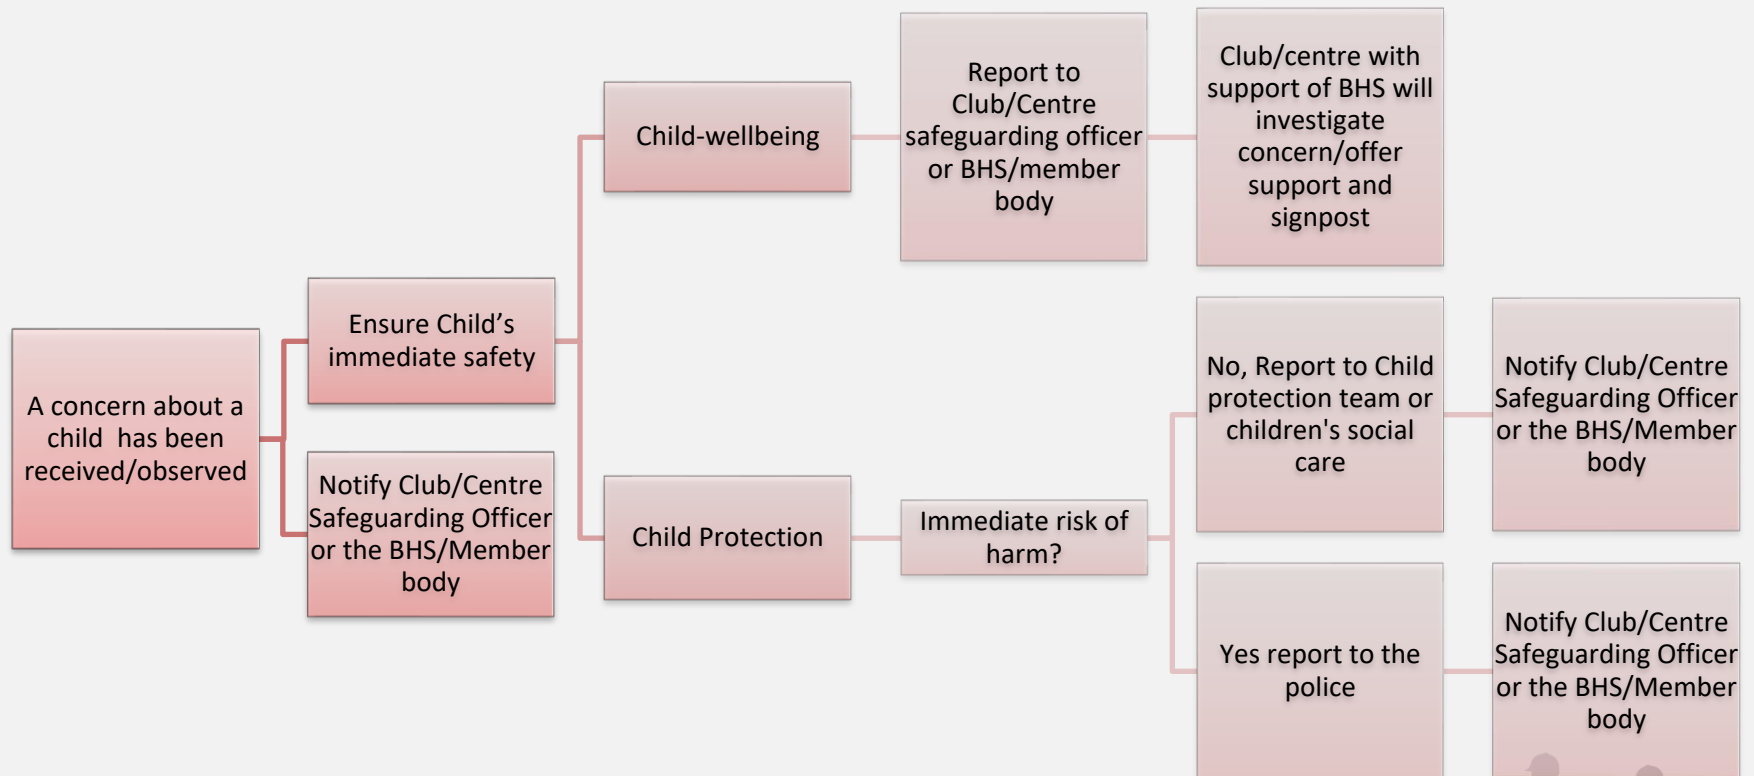 A concern about a
child  has been
received/observed
Ensure Child’s
immediate safety
Notify Club/Centre
Safeguarding Officer
or the BHS/Member
body
Child-wellbeing
Report to
Club/Centre
safeguarding officer
or BHS/member
body
Club/centre with
support of BHS will
investigate
concern/offer
support and
signpost
Child Protection
Immediate risk of
harm?
No, Report to Child
protection team or
children's social
care
Notify Club/Centre
Safeguarding Officer
or the BHS/Member
body
Yes report to the
police
Notify Club/Centre
Safeguarding Officer
or the BHS/Member
body